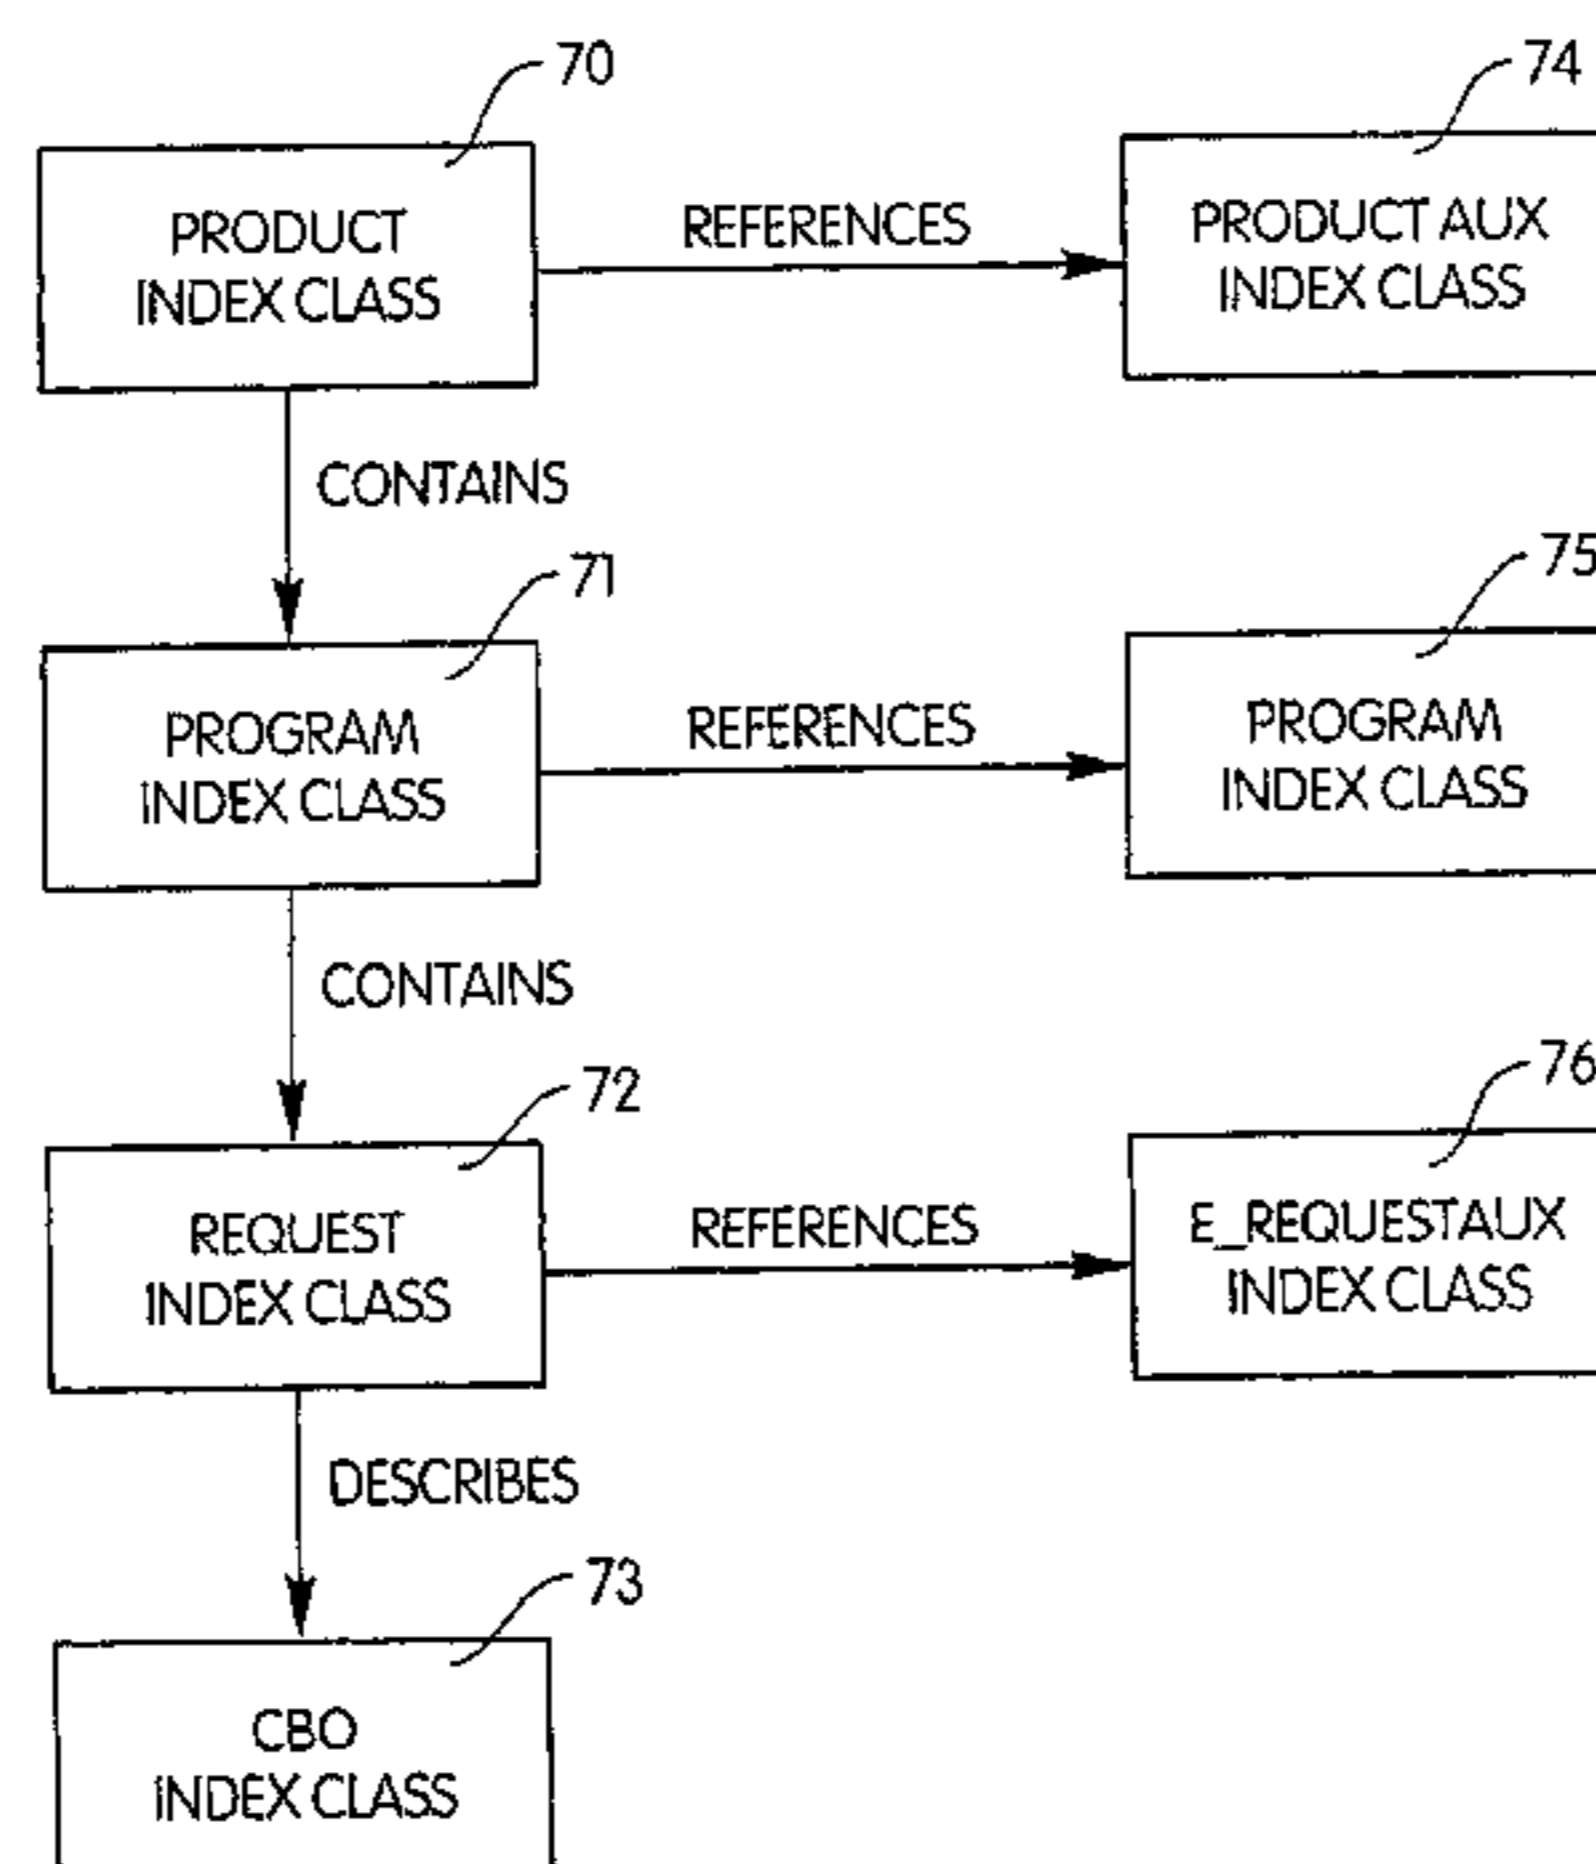 70
74
PRODUCT
INDEX CLASS
REFERENCES
PRODUCT AUX
INDEX CLASS
CONTAINS
71
75
PROGRAM
INDEX CLASS
REFERENCES
PROGRAM
INDEX CLASS
CONTAINS
72
76
REQUEST
INDEX CLASS
REFERENCES
E_REQUESTAUX
INDEX CLASS
DESCRIBES
73
CBO
INDEX CLASS